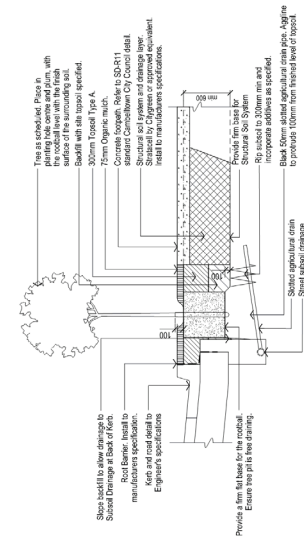 Tree as scheduled. Place in
planting hole centre and plum, with
the rootball level with the finish
surface of the surrounding soil.
Backfill with site topsoil specified.
300mm Topsoil Type A.
75mm Organic mulch.
Concrete footpath. Refer to SD-R11
standard Campbelltown City Council detail.
Structural soil system and drainage layer.
Stratacell by Citygreen or approved equivalent.
Install to manufacturers specifications.
min 600
Provide firm base for
Structural Soil System
Rip subsoil to 300mm min and
incorporate additives as specified.
Black 50mm slotted agricultural drain pipe. Aggline
to protrude 100mm from finished level of topsoil.
100
100
Slope backfill to allow drainage to
Subsoil Drainage at Back of Kerb.
Root Barrier. Install to
manufacturers specification.
Kerb and road detail to
Engineer's specifications
Provide a firm flat base for the rootball.
Ensure tree pit is free draining.
Slotted agricultural drain
Street subsoil drainage